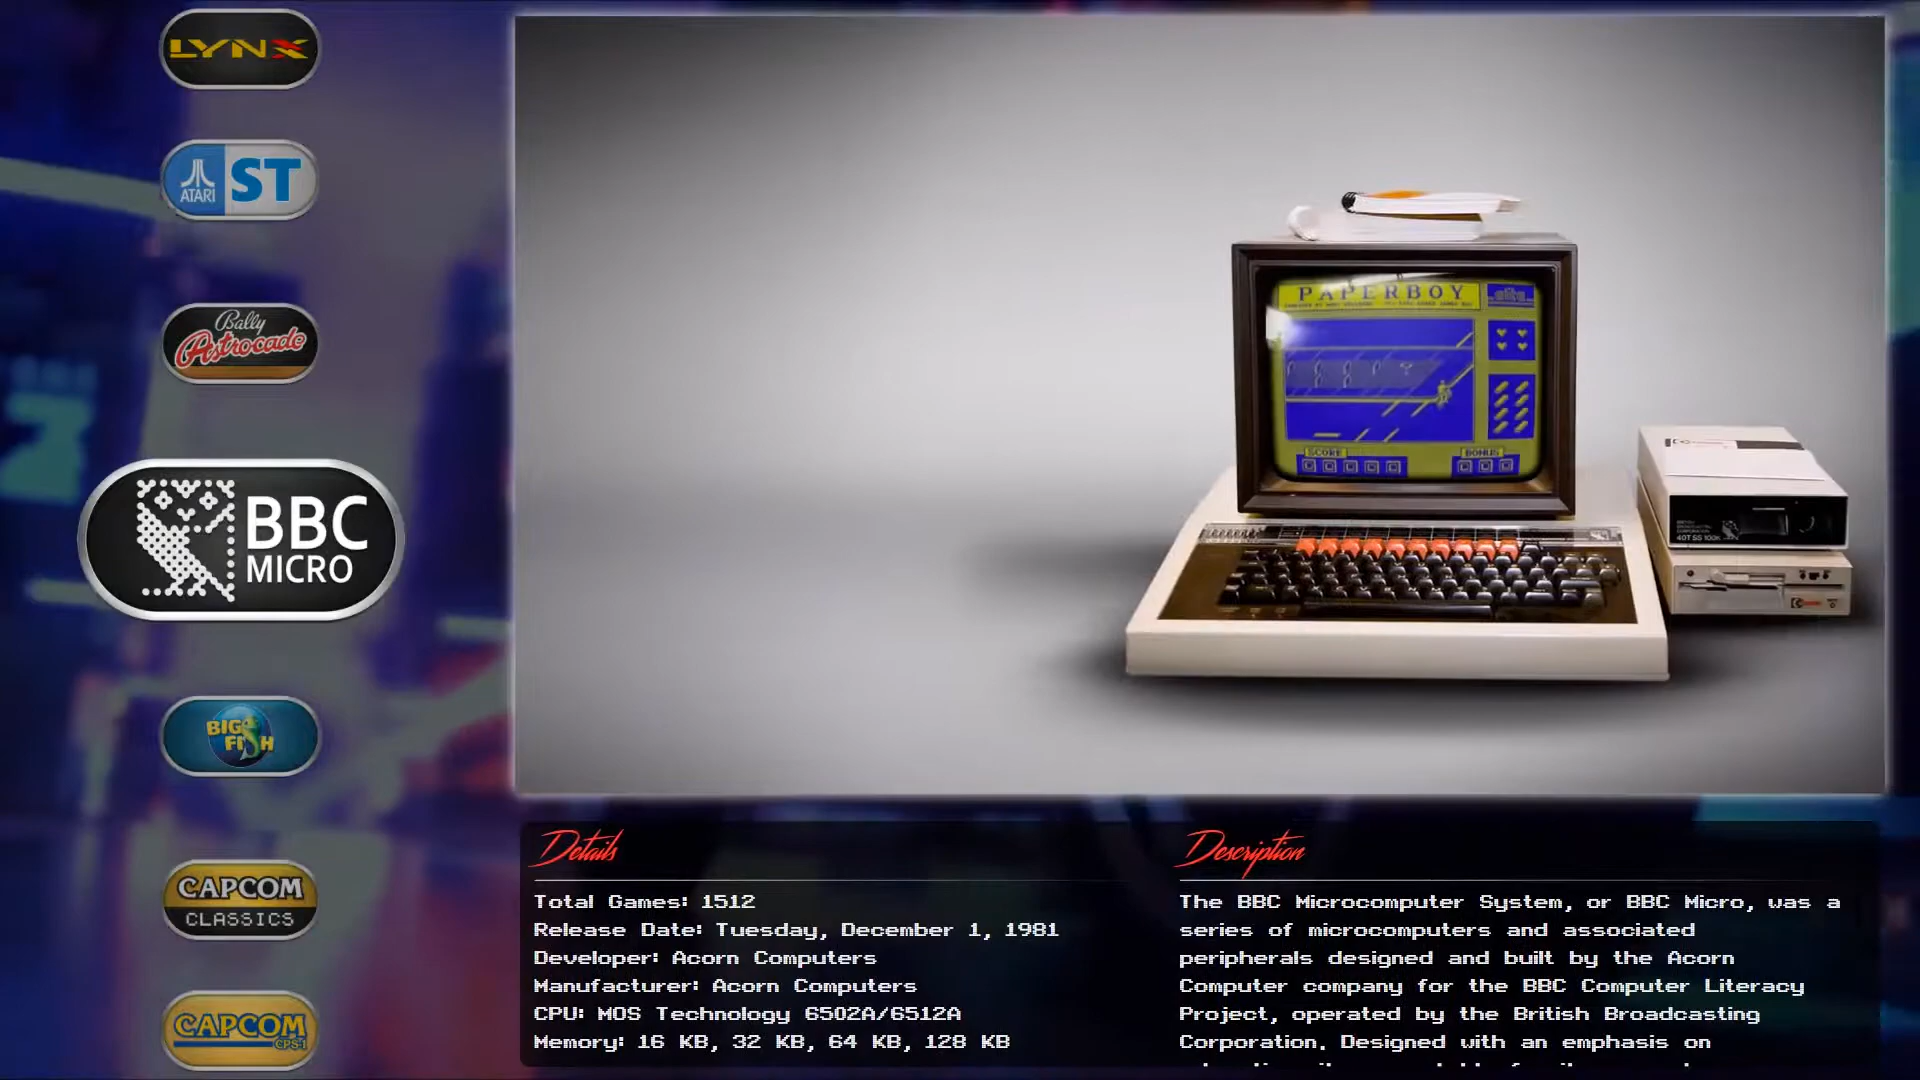 LYNX
ATARI ST
Bally
Astrocade
BBC
MICRO
BIG
FISH
CAPCOM
CLASSICS
CAPCOM
CPS-1
PAPERBOY
SCORE
BONUS
40T SS 100K
Details
Total Games: 1512
Release Date: Tuesday, December 1, 1981
Developer: Acorn Computers
Manufacturer: Acorn Computers
CPU: MOS Technology 6502A/6512A
Memory: 16 KB, 32 KB, 64 KB, 128 KB
Description
The BBC Microcomputer System, or BBC Micro, was a
series of microcomputers and associated
peripherals designed and built by the Acorn
Computer company for the BBC Computer Literacy
Project, operated by the British Broadcasting
Corporation. Designed with an emphasis on